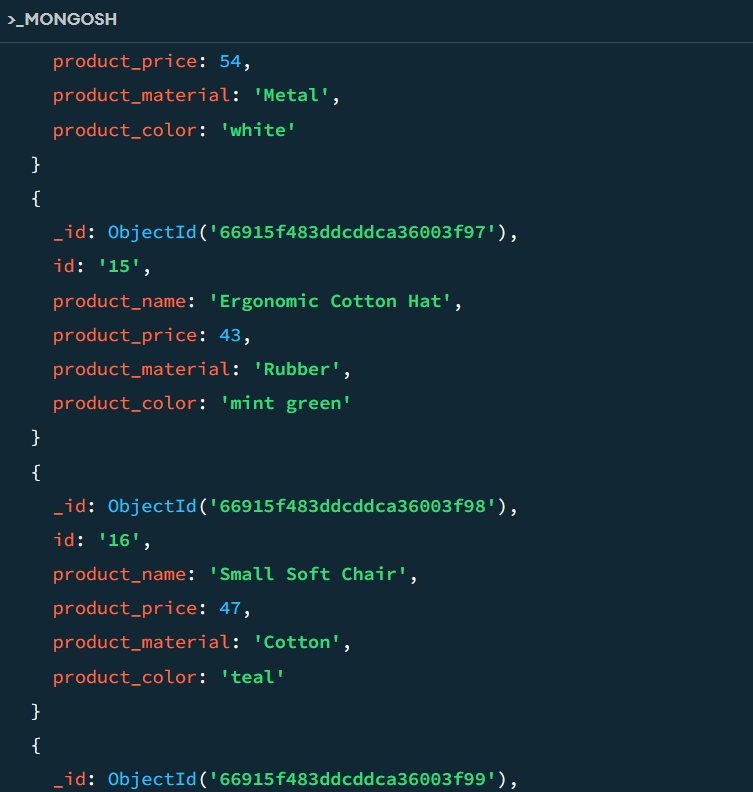 >_MONGOSH
product_price: 54,
product_material: 'Metal',
product_color: 'white'
}
{
_id: ObjectId('66915f483ddcddca36003f97'),
id: '15',
product_name: 'Ergonomic Cotton Hat',
product_price: 43,
product_material: 'Rubber',
product_color: 'mint green'
}
{
_id: ObjectId('66915f483ddcddca36003f98'),
id: '16',
product_name: 'Small Soft Chair',
product_price: 47,
product_material: 'Cotton',
product_color: 'teal'
}
{
_id: ObjectId('66915f483ddcddca36003f99'),